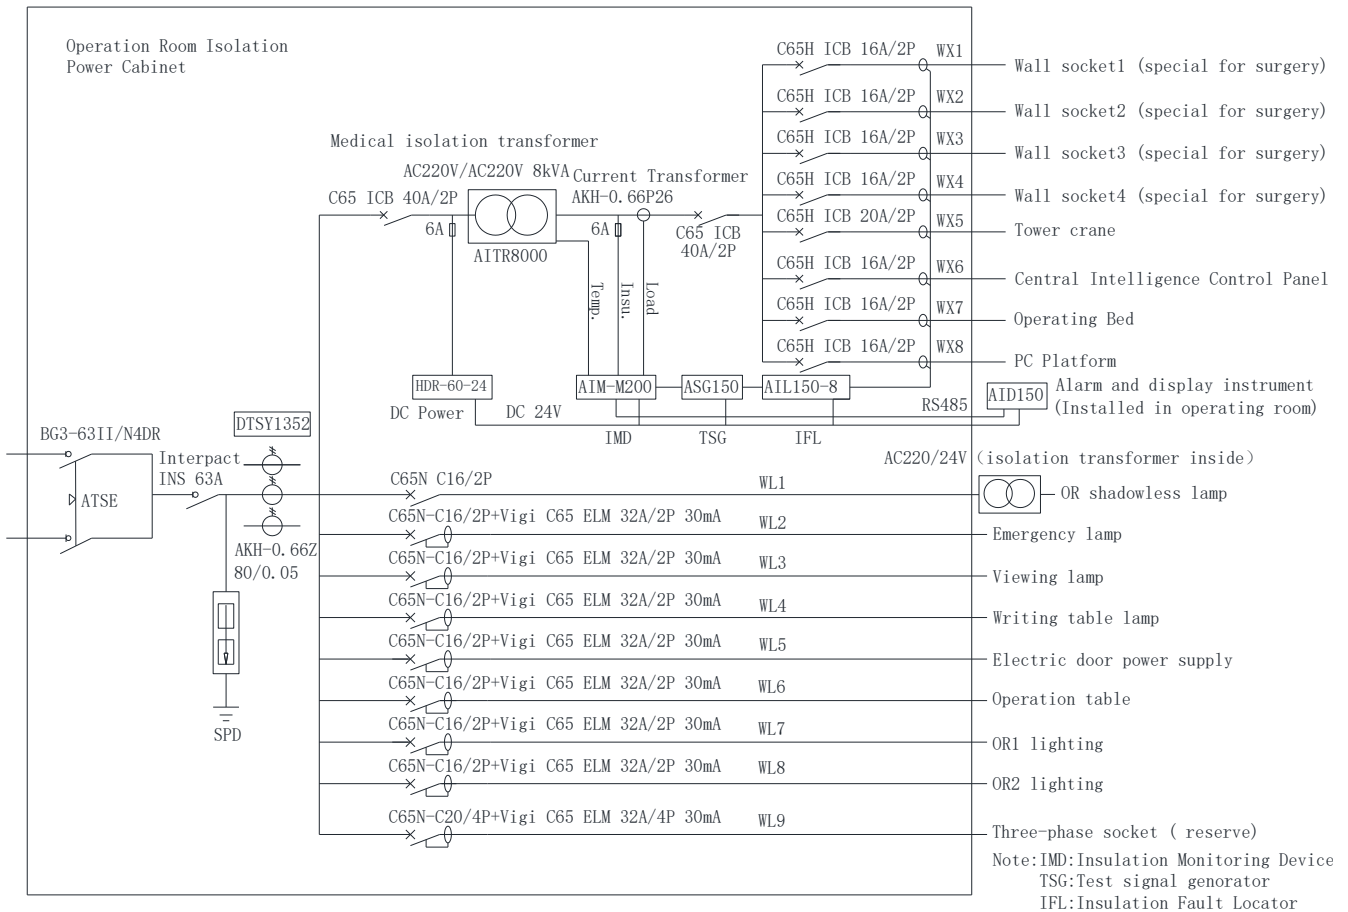 Operation Room Isolation
Power Cabinet
C65H ICB 16A/2P WX1
Wall socket1 (special for surgery)
C65H ICB 16A/2P WX2
Wall socket2 (special for surgery)
C65H ICB 16A/2P WX3
Wall socket3 (special for surgery)
C65H ICB 16A/2P WX4
Wall socket4 (special for surgery)
C65H ICB 20A/2P WX5
Tower crane
C65H ICB 16A/2P WX6
Central Intelligence Control Panel
C65H ICB 16A/2P WX7
Operating Bed
C65H ICB 16A/2P WX8
PC Platform
Medical isolation transformer
AC220V/AC220V 8kVA
Current Transformer
AKH-0.66P26
C65 ICB 40A/2P
6A
AITR8000
6A
C65 ICB
40A/2P
Temp.
Insu.
Load
HDR-60-24
AIM-M200
ASG150
AIL150-8
AID150
Alarm and display instrument
(Installed in operating room)
DC Power
DC 24V
RS485
IMD
TSG
IFL
DTSY1352
BG3-63II/N4DR
Interpact
INS 63A
ATSE
AKH-0.66Z
80/0.05
SPD
AC220/24V (isolation transformer inside)
C65N C16/2P
WL1
OR shadowless lamp
C65N-C16/2P+Vigi C65 ELM 32A/2P 30mA
WL2
Emergency lamp
C65N-C16/2P+Vigi C65 ELM 32A/2P 30mA
WL3
Viewing lamp
C65N-C16/2P+Vigi C65 ELM 32A/2P 30mA
WL4
Writing table lamp
C65N-C16/2P+Vigi C65 ELM 32A/2P 30mA
WL5
Electric door power supply
C65N-C16/2P+Vigi C65 ELM 32A/2P 30mA
WL6
Operation table
C65N-C16/2P+Vigi C65 ELM 32A/2P 30mA
WL7
OR1 lighting
C65N-C16/2P+Vigi C65 ELM 32A/2P 30mA
WL8
OR2 lighting
C65N-C20/4P+Vigi C65 ELM 32A/4P 30mA
WL9
Three-phase socket ( reserve)
Note:IMD:Insulation Monitoring Device
TSG:Test signal genorator
IFL:Insulation Fault Locator